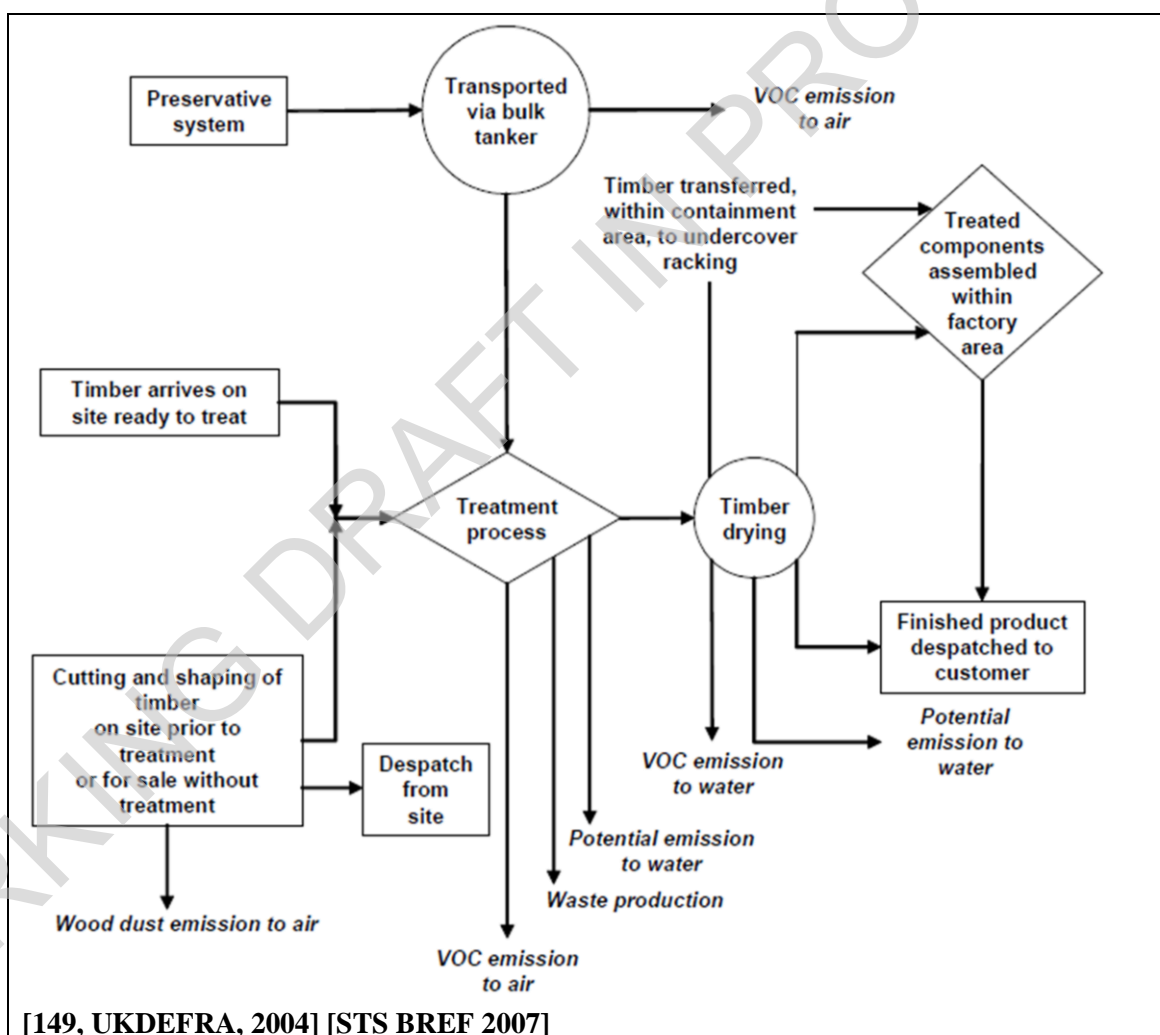 Preservative
system
Transported
via bulk
tanker
VOC emission
to air
Timber transferred,
within containment
area, to undercover
racking
Treated
components
assembled
within
factory
area
Timber arrives on
site ready to treat
Treatment
process
Timber
drying
Finished product
despatched to
customer
Cutting and shaping of
timber
on site prior to
treatment
or for sale without
treatment
Despatch
from
site
VOC emission
to water
Potential
emission to
water
Potential emission
to water
Waste production
Wood dust emission to air
VOC emission
to air
[149, UKDEFRA, 2004] [STS BREF 2007]
RKING DRAFT IN PRO